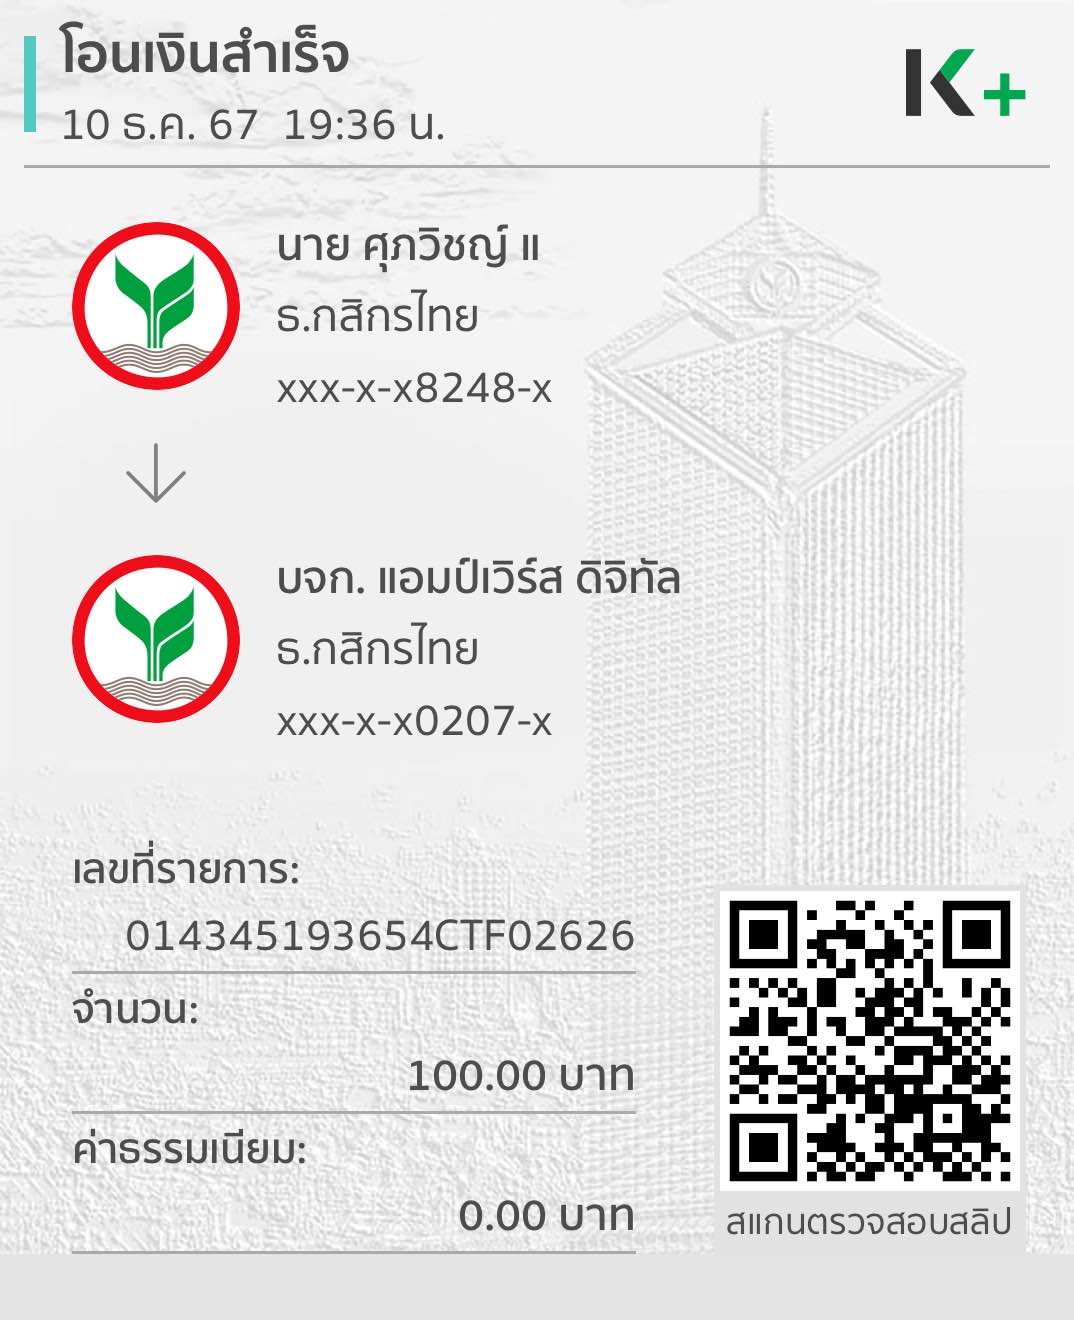 โอนเงินสำเร็จ
10 ธ.ค. 67 19:36 น.
K+
นาย ศุภวิชญ์ แ
ธ.กสิกรไทย
xxx-x-x8248-x
บจก. แอมป์เวิร์ส ดิจิทัล
ธ.กสิกรไทย
xxx-x-x0207-x
เลขที่รายการ:
014345193654CTF02626
จำนวน:
100.00 บาท
ค่าธรรมเนียม:
0.00 บาท
สแกนตรวจสอบสลิป